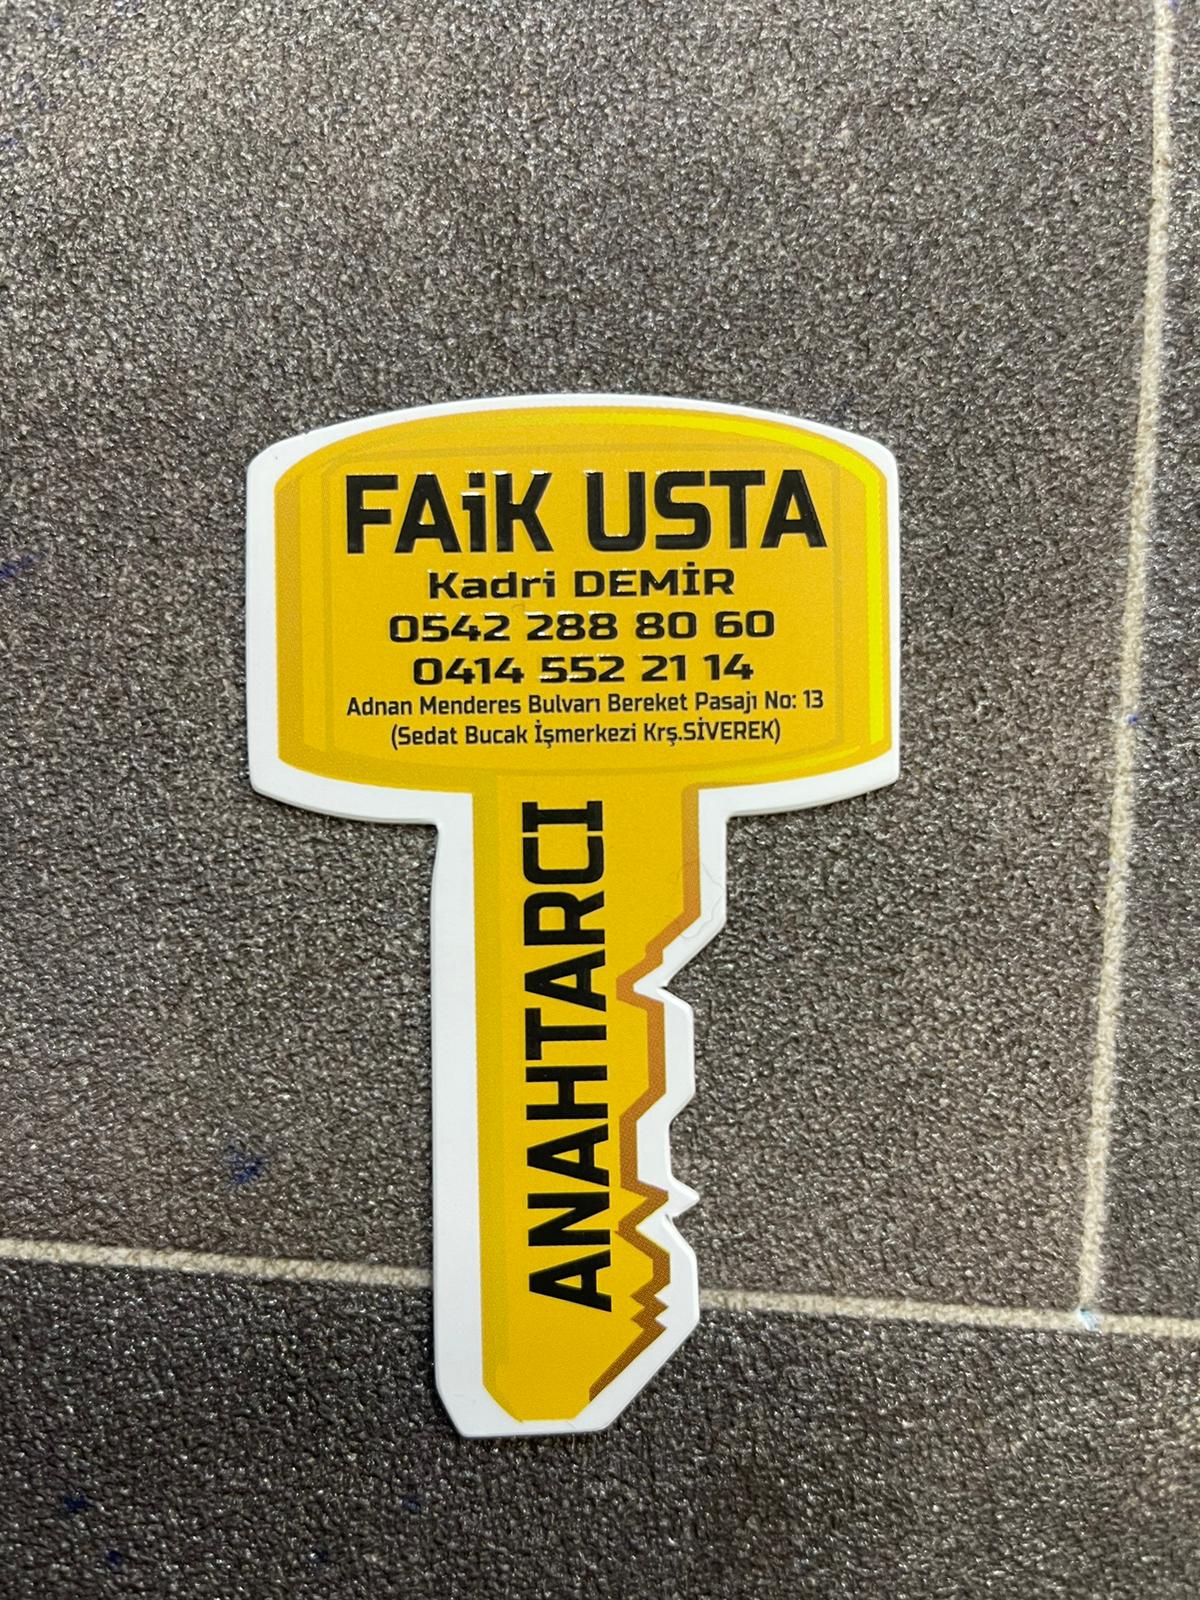 FAiK USTA
Kadri DEMİR
0542 288 80 60
0414 552 21 14
Adnan Menderes Bulvarı Bereket Pasajı No: 13
(Sedat Bucak İşmerkezi Krş.SİVEREK)
ANAHTARCI